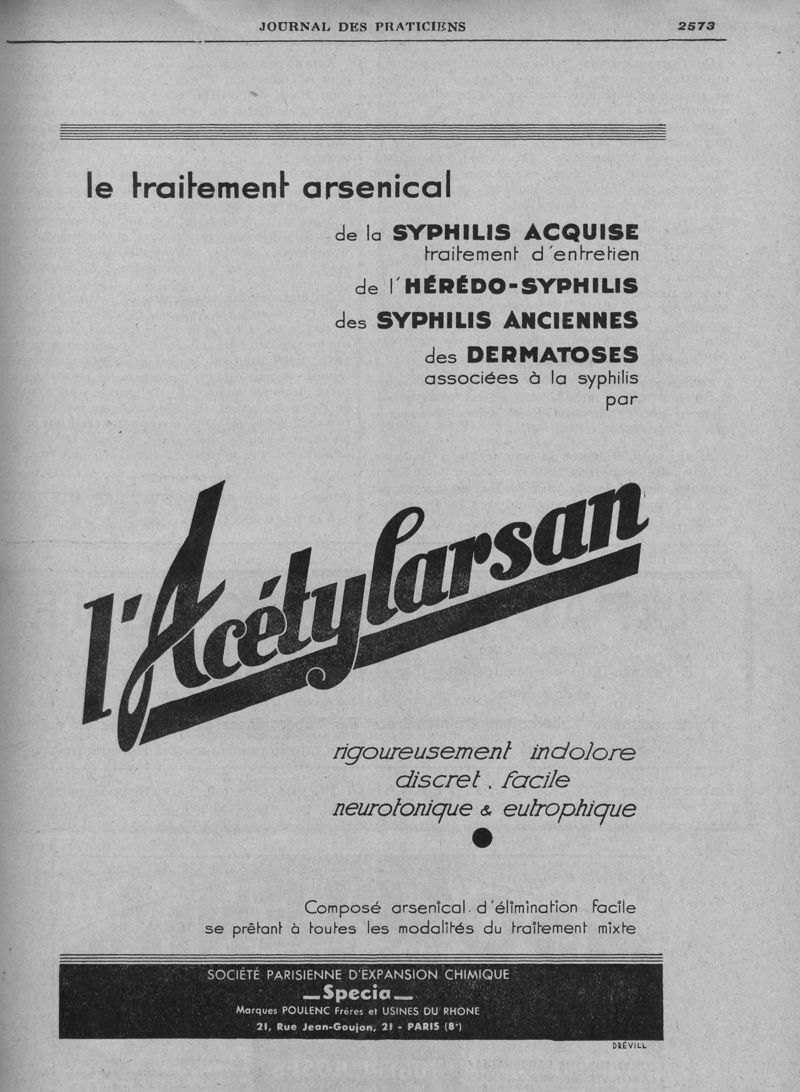 JOURNAL DES PRATICIENS 2573
le traitement arsenical
de la SYPHILIS ACQUISE
traitement d'entretien
de l'HÉRÉDO-SYPHILIS
des SYPHILIS ANCIENNES
des DERMATOSES
associées à la syphilis
par
l'Acétylarsan
rigoureusement indolore
discret. facile
neurotonique & eutrophique
Composé arsenical. d'élimination facile
se prêtant à toutes les modalités du traitement mixte
SOCIÉTÉ PARISIENNE D'EXPANSION CHIMIQUE
_Specia_
Marques POULENC Frères et USINES DU RHONE
21, Rue Jean-Goujon, 21 - PARIS (8e)
DRÉVILL